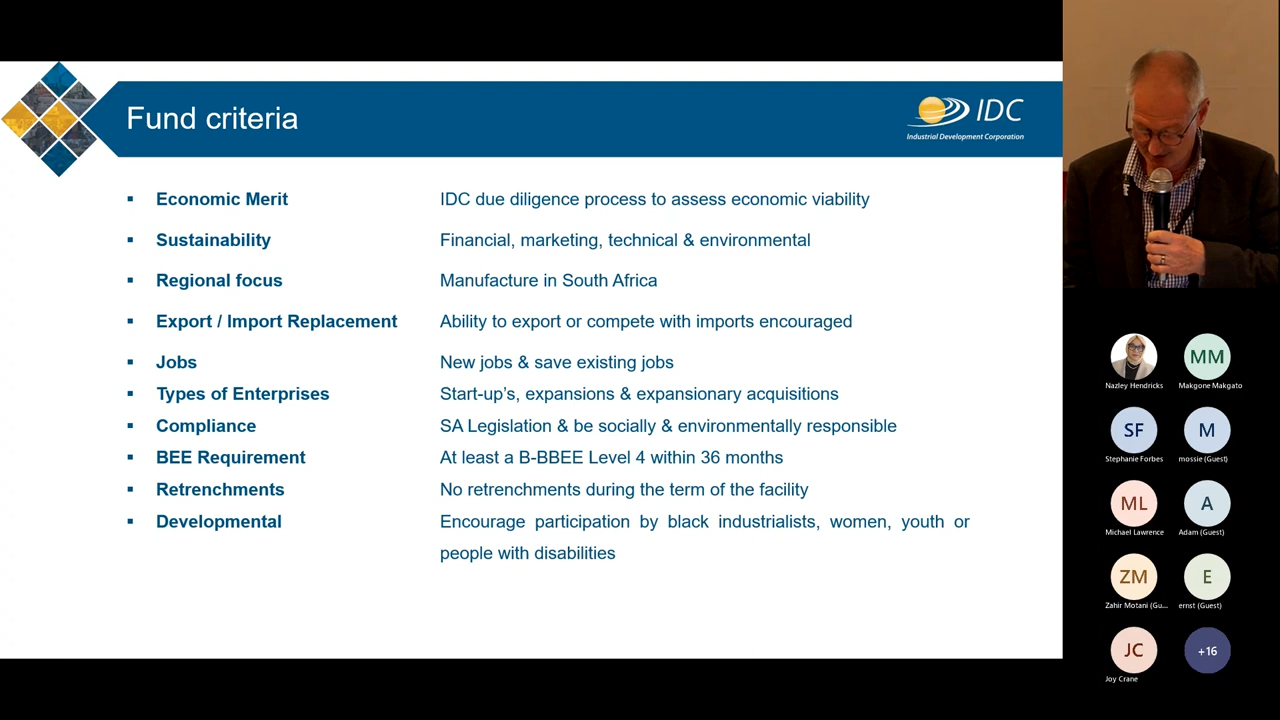 Fund criteria
IDC
Industrial Development Corporation
▪ Economic Merit IDC due diligence process to assess economic viability
▪ Sustainability Financial, marketing, technical & environmental
▪ Regional focus Manufacture in South Africa
▪ Export / Import Replacement Ability to export or compete with imports encouraged
▪ Jobs New jobs & save existing jobs
▪ Types of Enterprises Start-up's, expansions & expansionary acquisitions
▪ Compliance SA Legislation & be socially & environmentally responsible
▪ BEE Requirement At least a B-BBEE Level 4 within 36 months
▪ Retrenchments No retrenchments during the term of the facility
▪ Developmental Encourage participation by black industrialists, women, youth or
people with disabilities
MM
Nazley Hendricks Makgone Makgato
SF M
Stephanie Forbes mossie (Guest)
ML A
Michael Lawrence Adam (Guest)
ZM E
Zahir Motani (Gu... ernst (Guest)
JC +16
Joy Crane